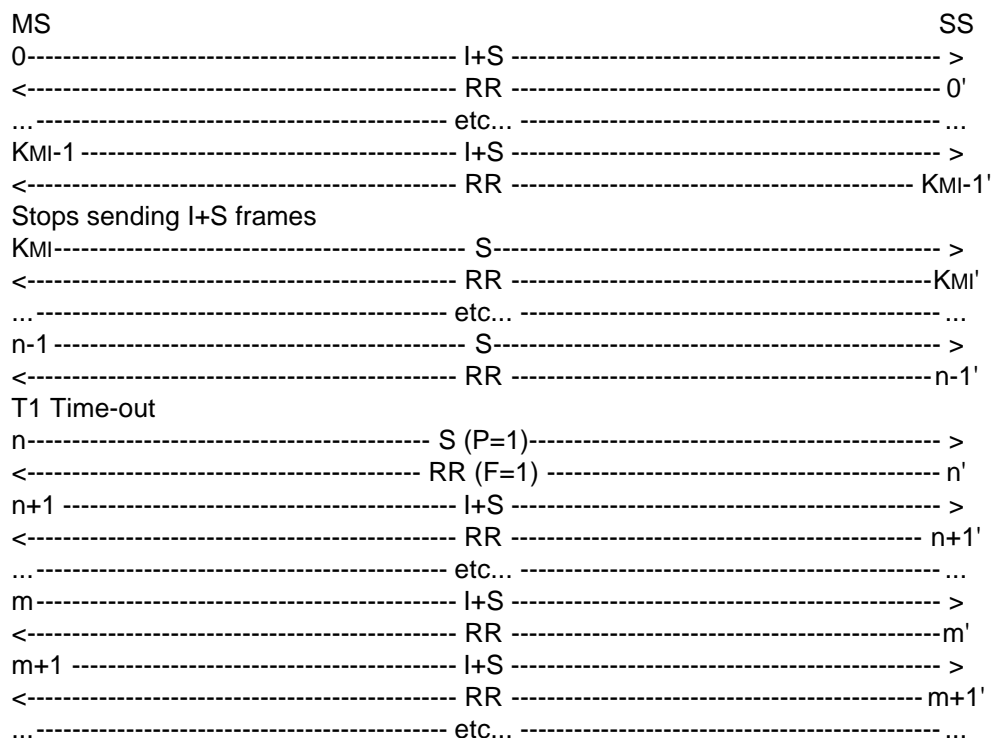 MS SS
0------------------------------------------------ I+S ------------------------------------------------ >
<------------------------------------------------ RR ------------------------------------------------ 0'
...---------------------------------------------- etc... ----------------------------------------------- ...
KMI-1 ------------------------------------------ I+S ------------------------------------------------ >
<------------------------------------------------ RR --------------------------------------------- KMI-1'
Stops sending I+S frames
KMI---------------------------------------------- S-------------------------------------------------- >
<------------------------------------------------ RR -----------------------------------------------KMI'
...---------------------------------------------- etc... ----------------------------------------------- ...
n-1 ---------------------------------------------- S-------------------------------------------------- >
<------------------------------------------------ RR -----------------------------------------------n-1'
T1 Time-out
n--------------------------------------------- S (P=1)---------------------------------------------- >
<-------------------------------------------- RR (F=1) -------------------------------------------- n'
n+1 -------------------------------------------- I+S ------------------------------------------------ >
<------------------------------------------------ RR ---------------------------------------------- n+1'
...---------------------------------------------- etc... ----------------------------------------------- ...
m----------------------------------------------- I+S ------------------------------------------------ >
<------------------------------------------------ RR ------------------------------------------------m'
m+1 ------------------------------------------- I+S ------------------------------------------------ >
<------------------------------------------------ RR ---------------------------------------------- m+1'
...---------------------------------------------- etc... ----------------------------------------------- ...